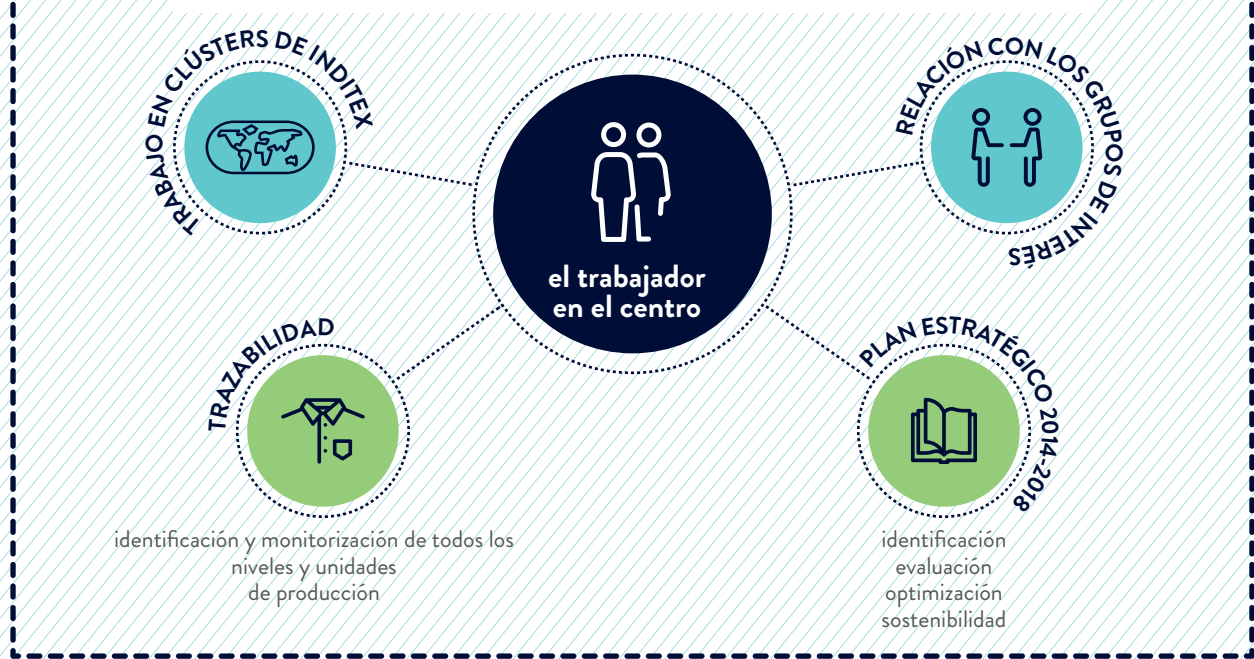 TRABAJO EN CLÚSTERS DE INDITEX
RELACIÓN CON LOS GRUPOS DE INTERÉS
el trabajador
en el centro
TRAZABILIDAD
identificación y monitorización de todos los
niveles y unidades
de producción
PLAN ESTRATÉGICO 2014-2018
identificación
evaluación
optimización
sostenibilidad